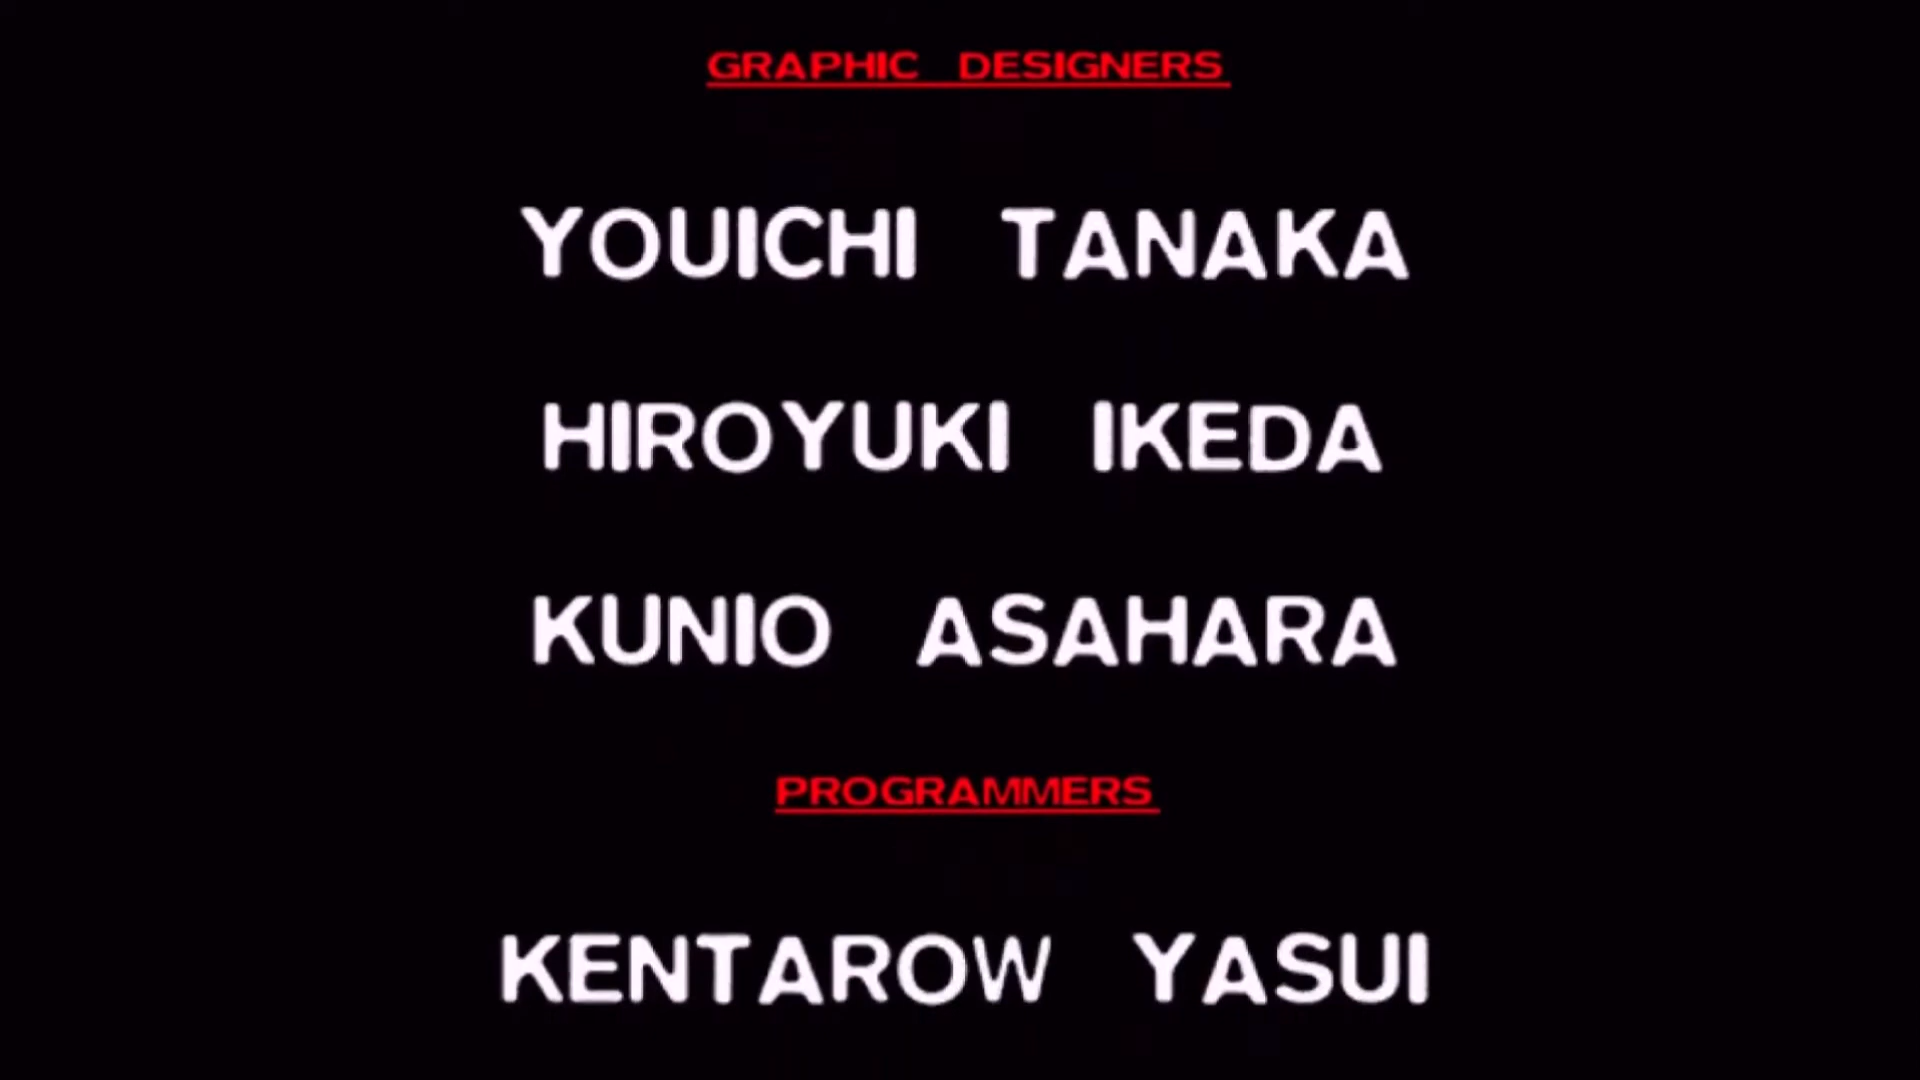 GRAPHIC DESIGNERS
YOUICHI TANAKA
HIROYUKI IKEDA
KUNIO ASAHARA
PROGRAMMERS
KENTAROW YASUI